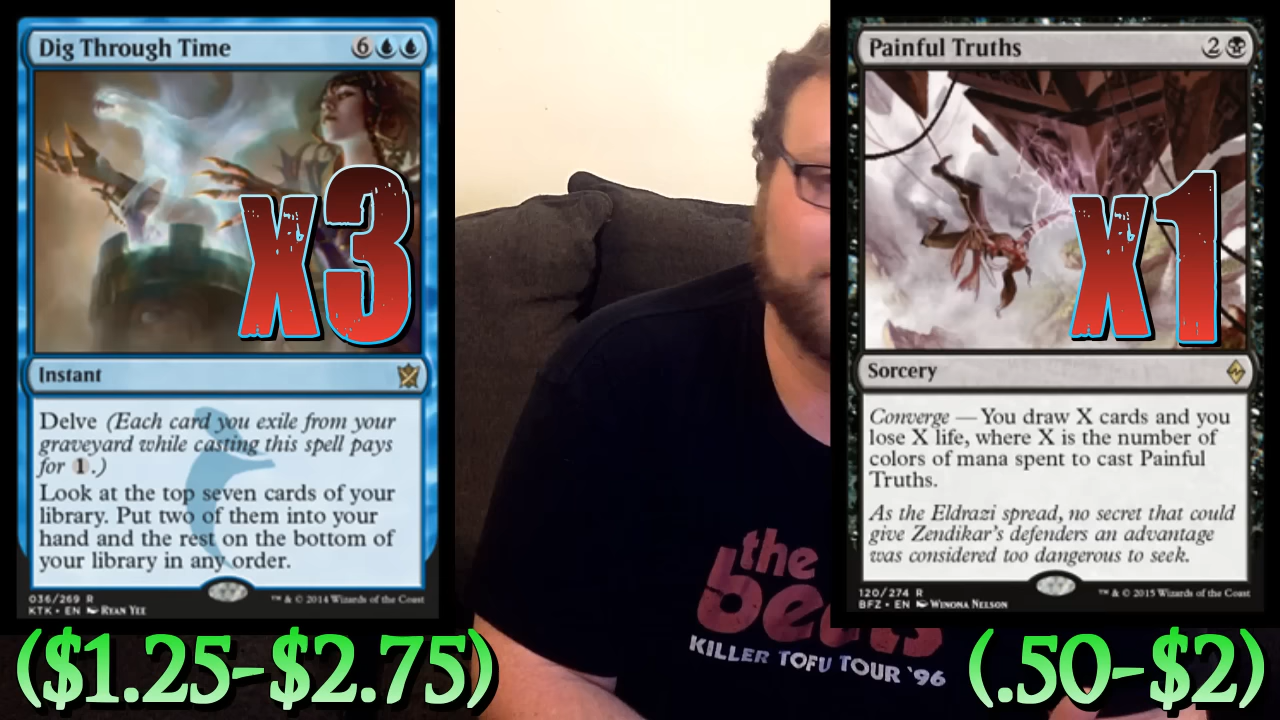 Dig Through Time 6
X3
Instant
Delve (Each card you exile from your
graveyard while casting this spell pays
for 1.)
Look at the top seven cards of your
library. Put two of them into your
hand and the rest on the bottom of
your library in any order.
036/269 R
KTK • EN Ryan Yee
™ & © 2014 Wizards of the Coast
($1.25-$2.75)
the
beets
KILLER TOFU TOUR '96
Painful Truths 2
X1
Sorcery
Converge — You draw X cards and you
lose X life, where X is the number of
colors of mana spent to cast Painful
Truths.
As the Eldrazi spread, no secret that could
give Zendikar's defenders an advantage
was considered too dangerous to seek.
120/274 R
BFZ • EN Winona Nelson
™ & © 2015 Wizards of the Coast
(.50-$2)